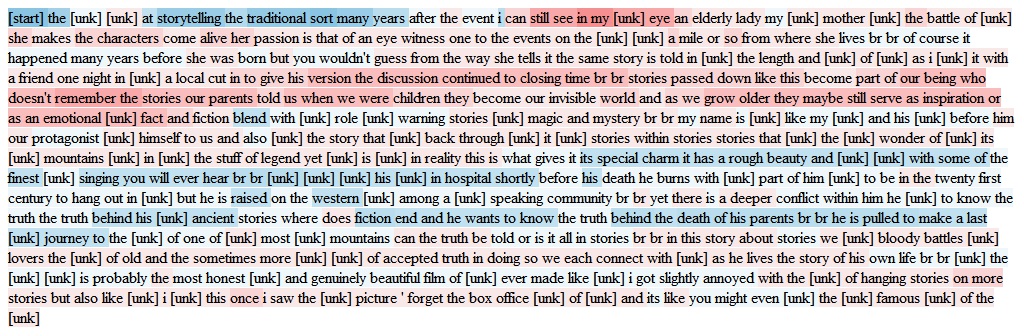 [start] the [unk] [unk] at storytelling the traditional sort many years after the event i can still see in my [unk] eye an elderly lady my [unk] mother [unk] the battle of [unk]
she makes the characters come alive her passion is that of an eye witness one to the events on the [unk] [unk] a mile or so from where she lives br br of course it
happened many years before she was born but you wouldn't guess from the way she tells it the same story is told in [unk] the length and [unk] of [unk] as i [unk] it with
a friend one night in [unk] a local cut in to give his version the discussion continued to closing time br br stories passed down like this become part of our being who
doesn't remember the stories our parents told us when we were children they become our invisible world and as we grow older they maybe still serve as inspiration or
as an emotional [unk] fact and fiction blend with [unk] role [unk] warning stories [unk] magic and mystery br br my name is [unk] like my [unk] and his [unk] before him
our protagonist [unk] himself to us and also [unk] the story that [unk] back through [unk] it [unk] stories within stories stories that [unk] the [unk] wonder of [unk] its
[unk] mountains [unk] in [unk] the stuff of legend yet [unk] is [unk] in reality this is what gives it its special charm it has a rough beauty and [unk] [unk] with some of the
finest [unk] singing you will ever hear br br [unk] [unk] [unk] his [unk] in hospital shortly before his death he burns with [unk] part of him [unk] to be in the twenty first
century to hang out in [unk] but he is raised on the western [unk] among a [unk] speaking community br br yet there is a deeper conflict within him he [unk] to know the
truth the truth behind his [unk] ancient stories where does fiction end and he wants to know the truth behind the death of his parents br br he is pulled to make a last
[unk] journey to the [unk] of one of [unk] most [unk] mountains can the truth be told or is it all in stories br br in this story about stories we [unk] bloody battles [unk]
lovers the [unk] of old and the sometimes more [unk] [unk] of accepted truth in doing so we each connect with [unk] as he lives the story of his own life br br [unk] the
[unk] [unk] is probably the most honest [unk] and genuinely beautiful film of [unk] ever made like [unk] i got slightly annoyed with the [unk] of hanging stories on more
stories but also like [unk] i [unk] this once i saw the [unk] picture ' forget the box office [unk] of [unk] and its like you might even [unk] the [unk] famous [unk] of the
[unk]